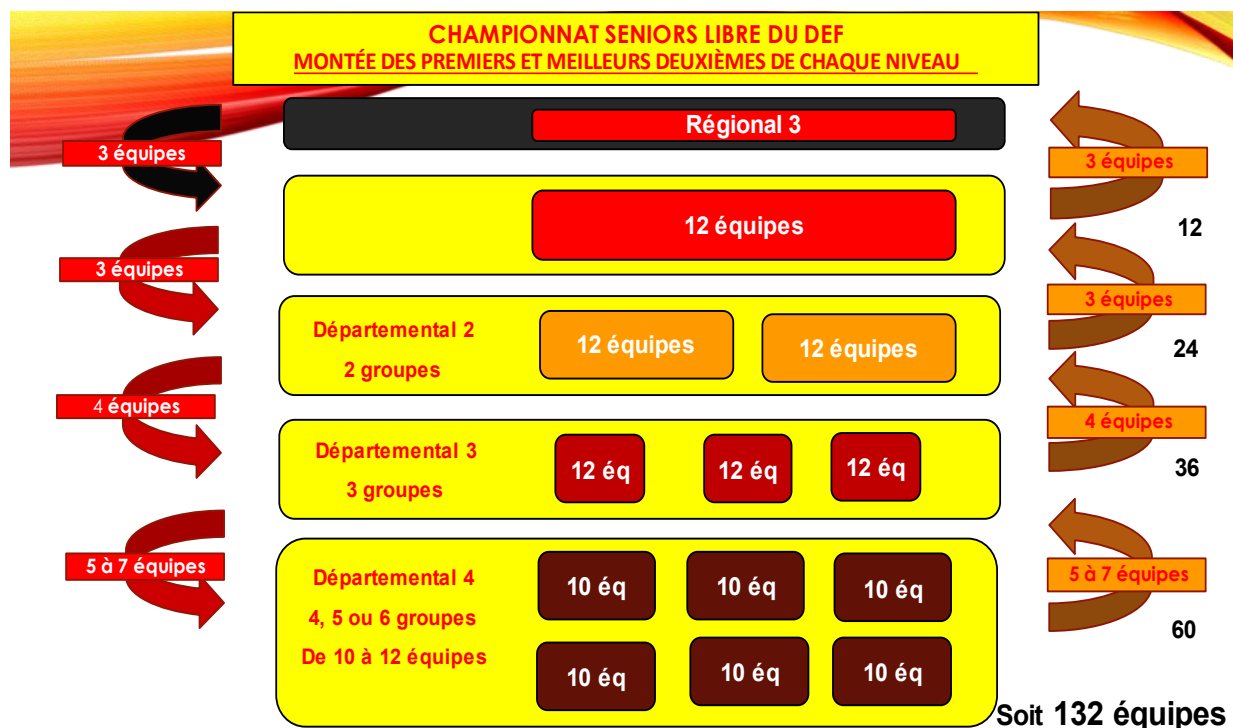 CHAMPIONNAT SENIORS LIBRE DU DEF
MONTÉE DES PREMIERS ET MEILLEURS DEUXIÈMES DE CHAQUE NIVEAU
Régional 3
3 équipes
3 équipes
12 équipes
12
3 équipes
3 équipes
Départemental 2
2 groupes
12 équipes
12 équipes
24
4 équipes
4 équipes
Départemental 3
3 groupes
12 éq
12 éq
12 éq
36
5 à 7 équipes
5 à 7 équipes
Départemental 4
4, 5 ou 6 groupes
De 10 à 12 équipes
10 éq
10 éq
10 éq
10 éq
10 éq
10 éq
60
Soit 132 équipes